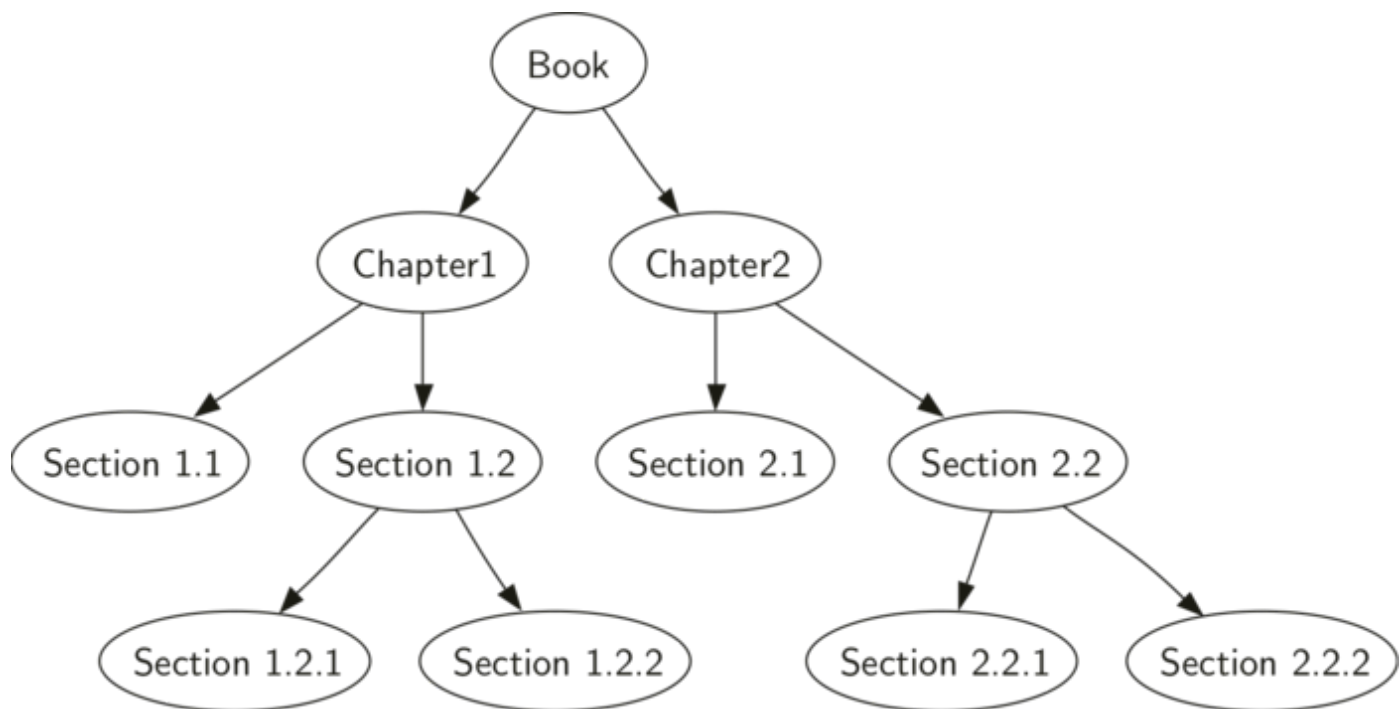 Book
Chapter1
Chapter2
Section 1.1
Section 1.2
Section 2.1
Section 2.2
Section 1.2.1
Section 1.2.2
Section 2.2.1
Section 2.2.2